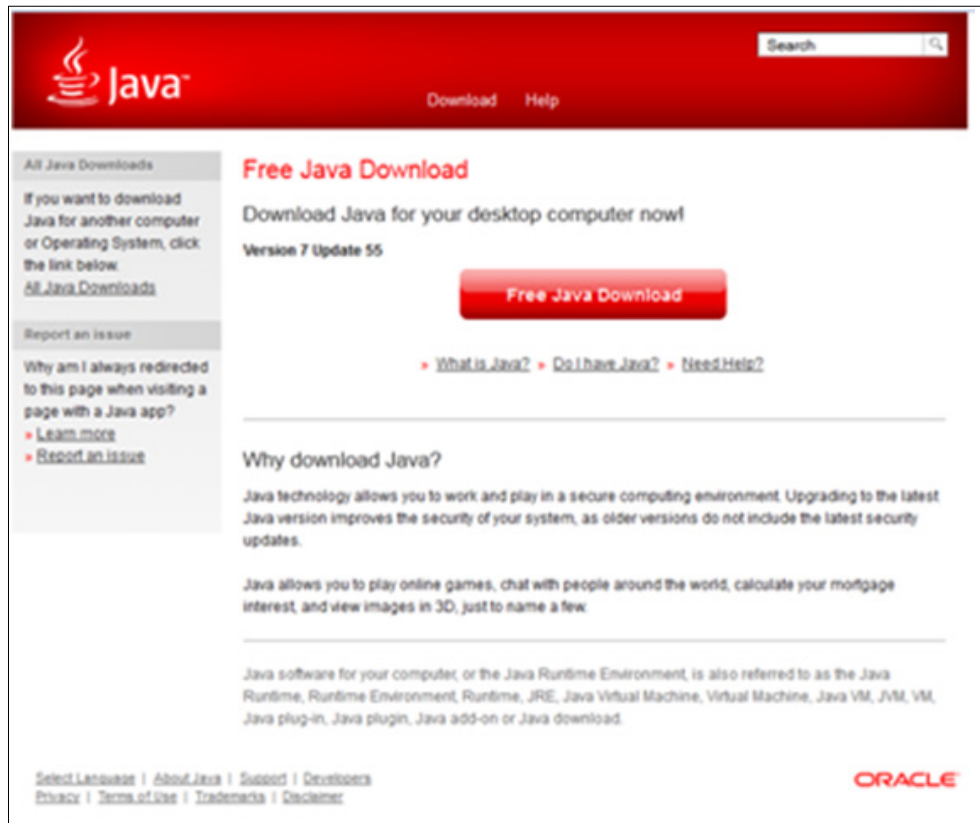 Java
Search
Download Help
All Java Downloads
If you want to download
Java for another computer
or Operating System, click
the link below.
All Java Downloads
Report an issue
Why am I always redirected
to this page when visiting a
page with a Java app?
» Learn more
» Report an issue
Free Java Download
Download Java for your desktop computer now!
Version 7 Update 55
Free Java Download
» What is Java? » Do I have Java? » Need Help?
Why download Java?
Java technology allows you to work and play in a secure computing environment. Upgrading to the latest
Java version improves the security of your system, as older versions do not include the latest security
updates.
Java allows you to play online games, chat with people around the world, calculate your mortgage
interest, and view images in 3D, just to name a few.
Java software for your computer, or the Java Runtime Environment, is also referred to as the Java
Runtime, Runtime Environment, Runtime, JRE, Java Virtual Machine, Virtual Machine, Java VM, JVM, VM,
Java plug-in, Java plugin, Java add-on or Java download.
Select Language | About Java | Support | Developers
Privacy | Terms of Use | Trademarks | Disclaimer
ORACLE